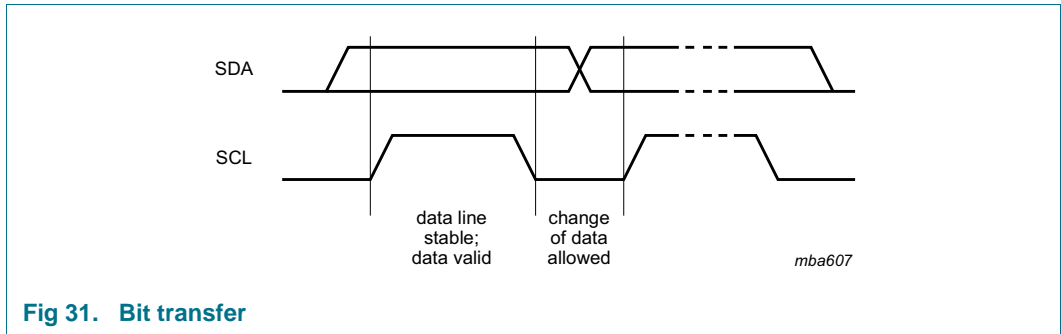 SDA
SCL
data line
stable;
data valid
change
of data
allowed
mba607
Fig 31. Bit transfer